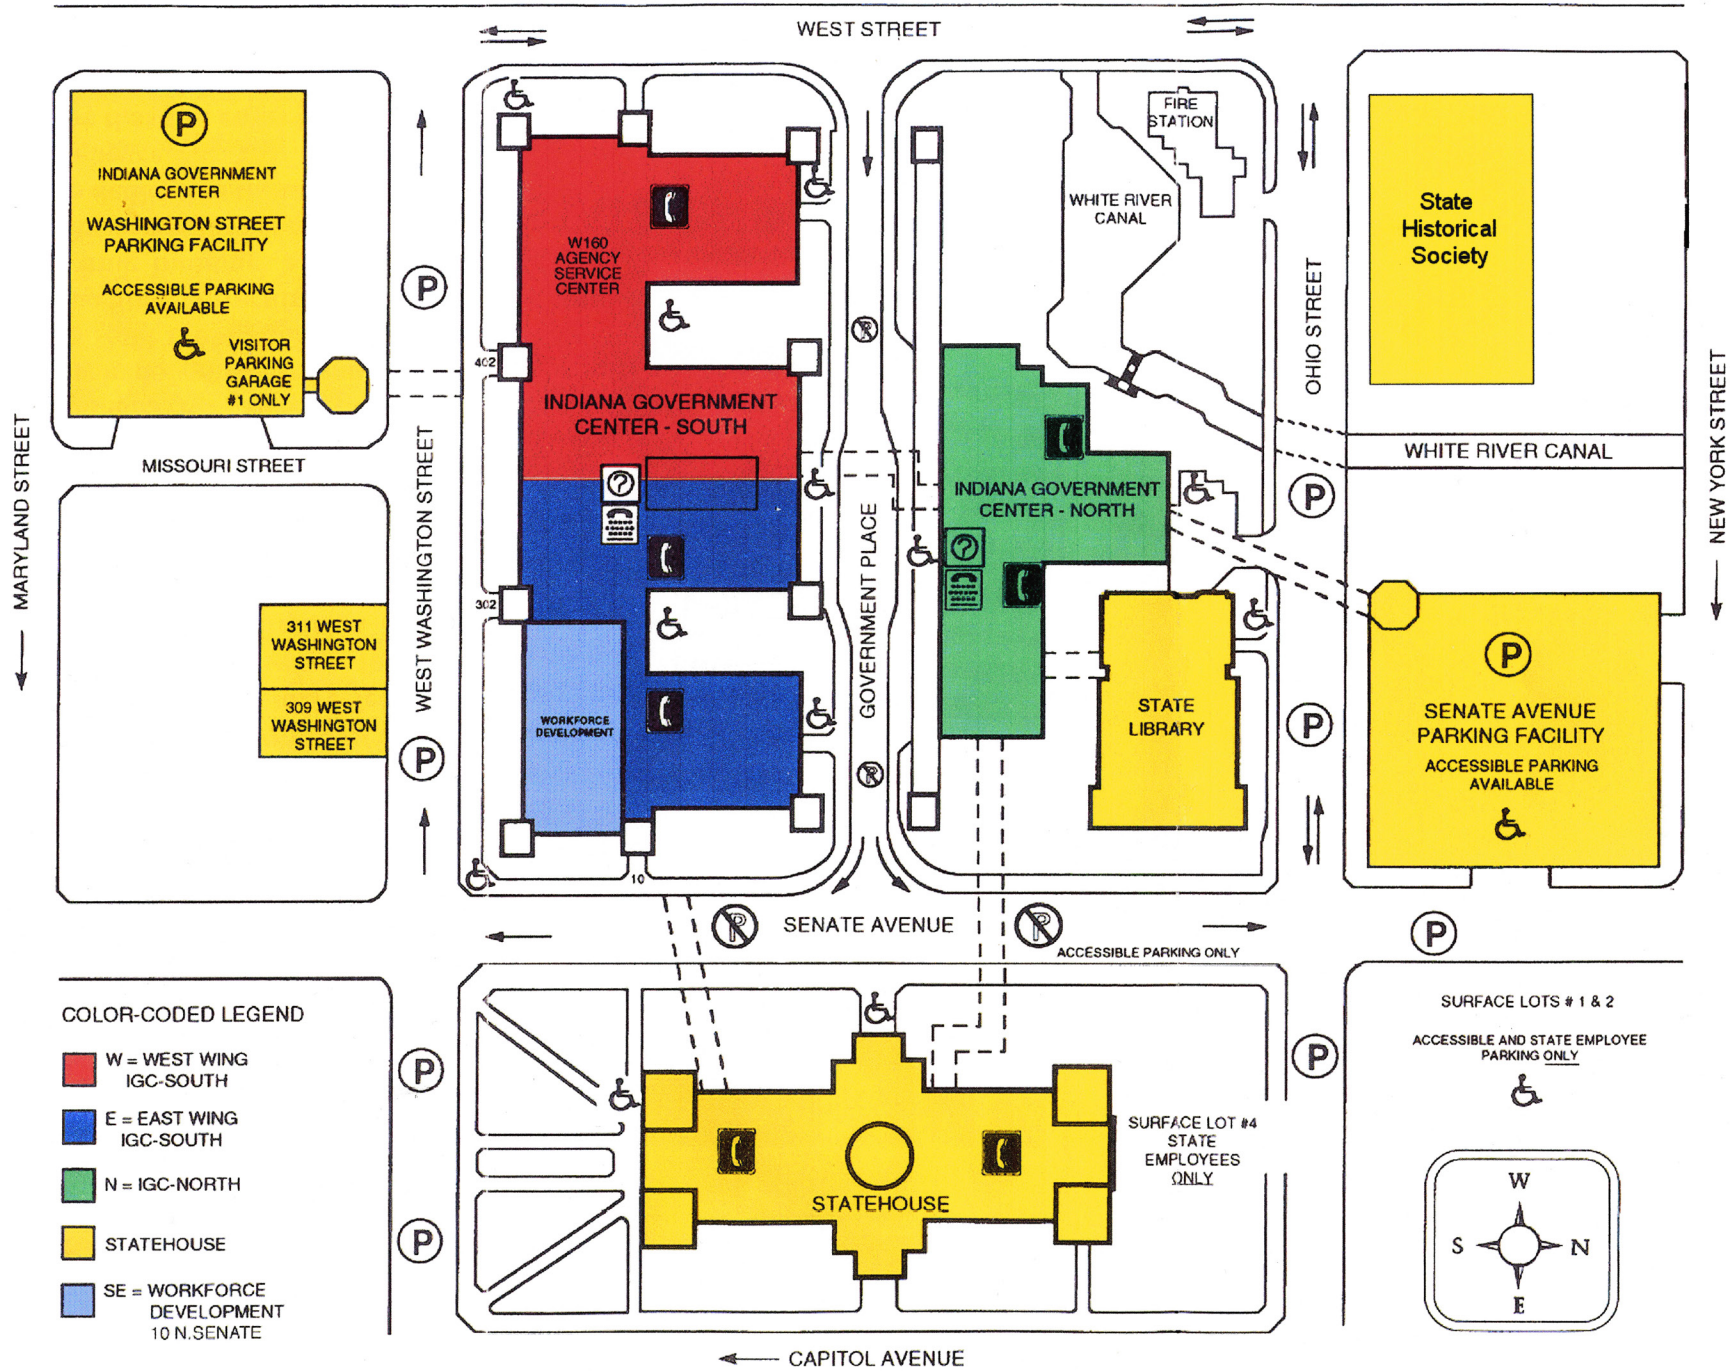 WEST STREET
P
INDIANA GOVERNMENT
CENTER
WASHINGTON STREET
PARKING FACILITY
ACCESSIBLE PARKING
AVAILABLE
VISITOR
PARKING
GARAGE
#1 ONLY
MISSOURI STREET
MARYLAND STREET
311 WEST
WASHINGTON
STREET
309 WEST
WASHINGTON
STREET
P
WEST WASHINGTON STREET
P
402
302
W160
AGENCY
SERVICE
CENTER
INDIANA GOVERNMENT
CENTER - SOUTH
?
WORKFORCE
DEVELOPMENT
10
P
GOVERNMENT PLACE
P
WHITE RIVER
CANAL
FIRE
STATION
INDIANA GOVERNMENT
CENTER - NORTH
?
STATE
LIBRARY
OHIO STREET
P
P
State
Historical
Society
WHITE RIVER CANAL
NEW YORK STREET
P
SENATE AVENUE
PARKING FACILITY
ACCESSIBLE PARKING
AVAILABLE
P
SENATE AVENUE
P
ACCESSIBLE PARKING ONLY
P
COLOR-CODED LEGEND
W = WEST WING
IGC-SOUTH
E = EAST WING
IGC-SOUTH
N = IGC-NORTH
STATEHOUSE
SE = WORKFORCE
DEVELOPMENT
10 N.SENATE
P
P
STATEHOUSE
SURFACE LOT #4
STATE
EMPLOYEES
ONLY
P
SURFACE LOTS # 1 & 2
ACCESSIBLE AND STATE EMPLOYEE
PARKING ONLY
W
S N
E
CAPITOL AVENUE